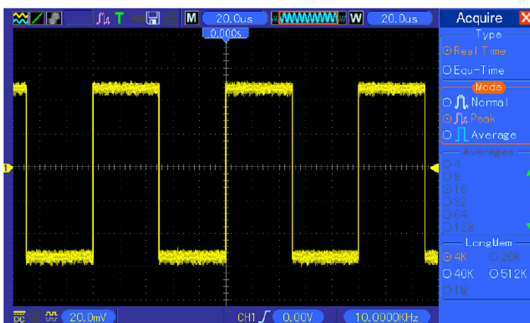 T M 20.0us W 20.0us
0.000s
Acquire X
Type
Real Time
Equ-Time
Mode
Normal
Peak
Average
Averages
4
8
16
32
64
128
LongMem
4K 20K
40K 512K
1M
1
DC 20.0mV CH1 0.00V 10.0000KHz